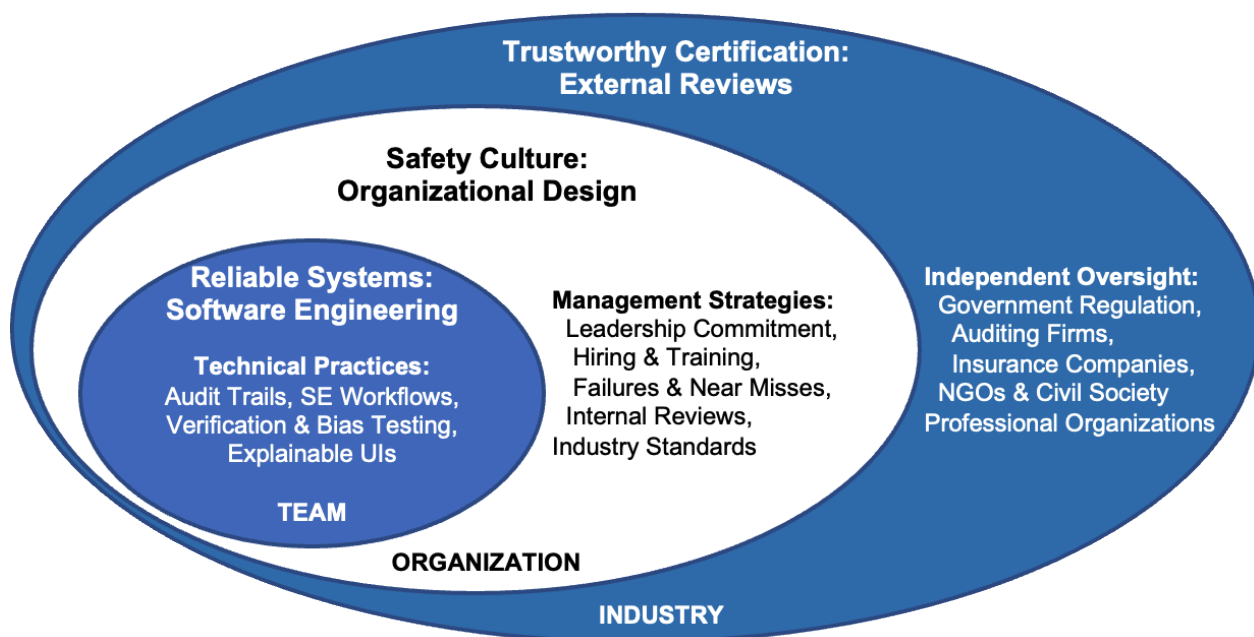 Trustworthy Certification:
External Reviews
Safety Culture:
Organizational Design
Reliable Systems:
Software Engineering
Technical Practices:
Audit Trails, SE Workflows,
Verification & Bias Testing,
Explainable UIs
TEAM
Management Strategies:
Leadership Commitment,
Hiring & Training,
Failures & Near Misses,
Internal Reviews,
Industry Standards
ORGANIZATION
Independent Oversight:
Government Regulation,
Auditing Firms,
Insurance Companies,
NGOs & Civil Society
Professional Organizations
INDUSTRY